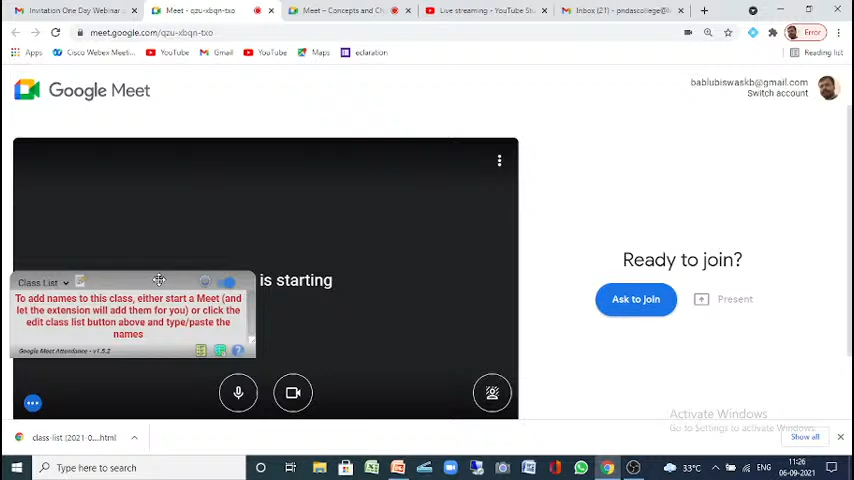 Invitation One Day Webinar
Meet - qzu-xbqn-txo
Meet – Concepts and Ch
Live streaming - YouTube Stu
Inbox (21) - pndascollege@
meet.google.com/qzu-xbqn-txo
Error
Apps
Cisco Webex Meet...
YouTube
Gmail
YouTube
Maps
eclaration
Reading list
Google Meet
bablubiswaskb@gmail.com
Switch account
is starting
Class List
To add names to this class, either start a Meet (and
let the extension will add them for you) or click the
edit class list button above and type/paste the
names
Google Meet Attendance - v1.5.2
Ready to join?
Ask to join
Present
Activate Windows
Go to Settings to activate Windows.
class-list (2021-0....html
Show all
Type here to search
33°C
ENG
11:26
06-09-2021